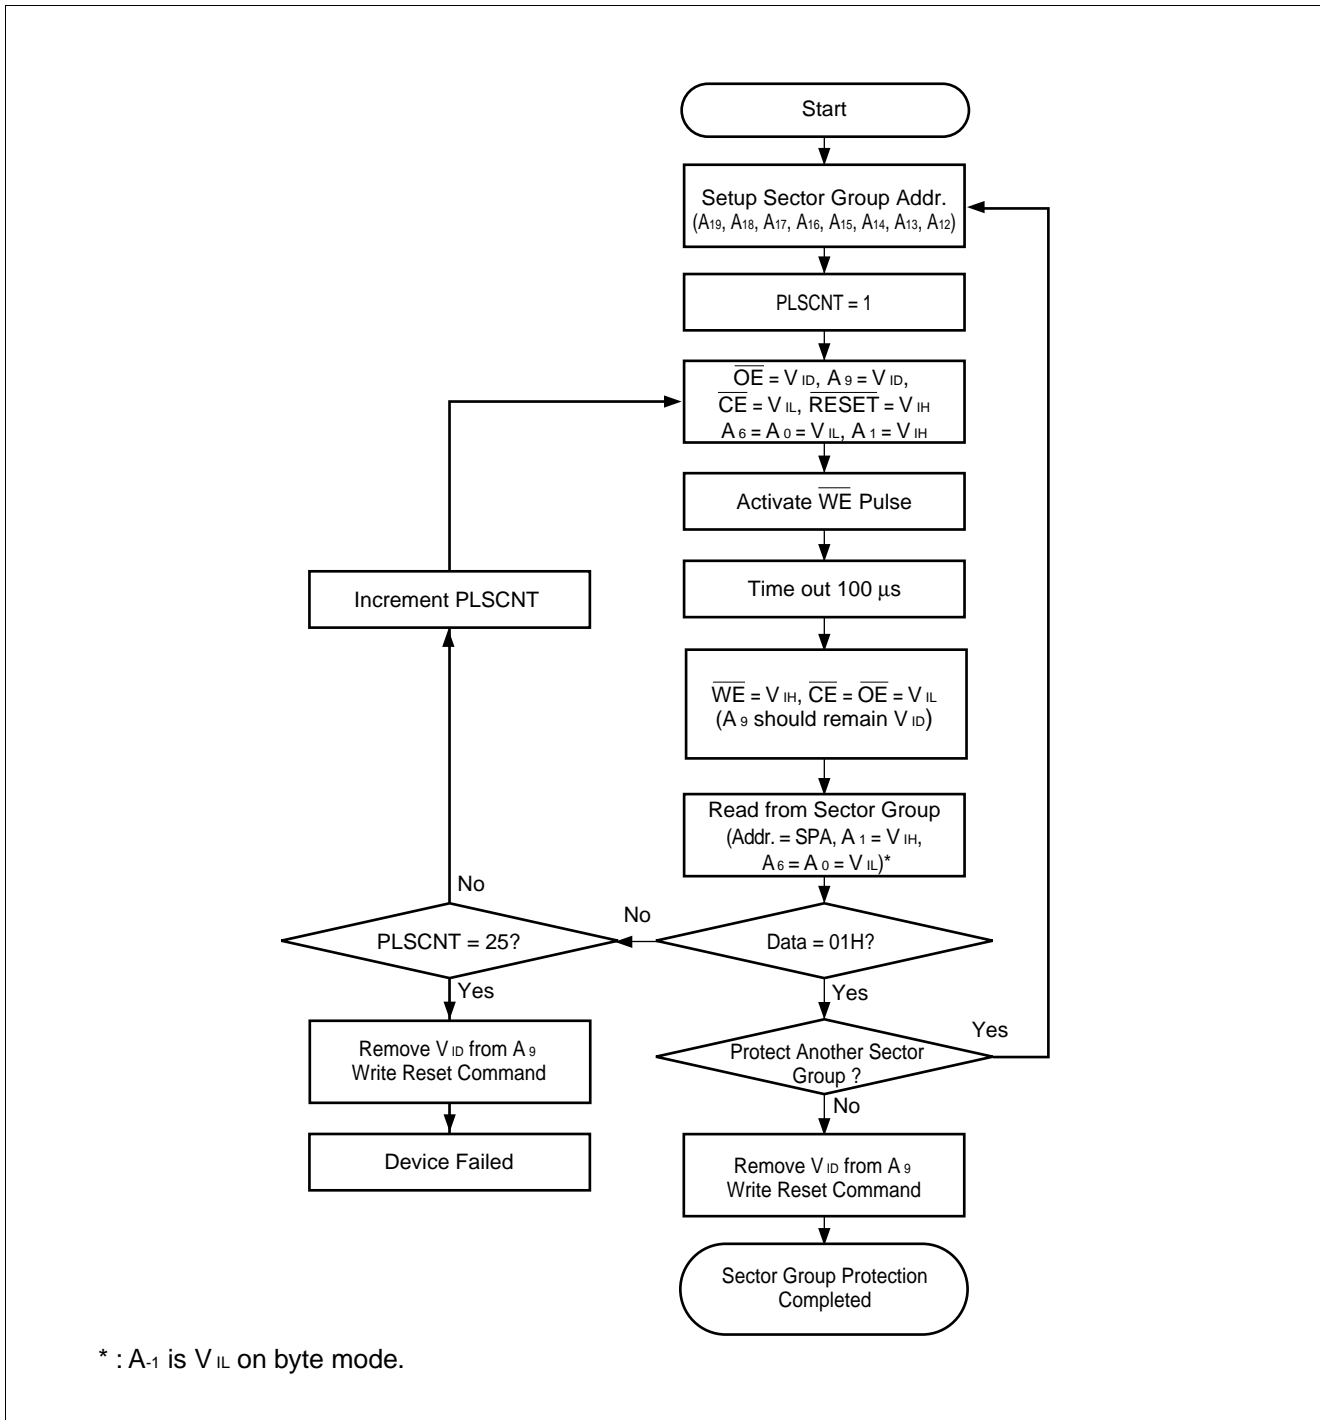 Start
Setup Sector Group Addr.
(A19, A18, A17, A16, A15, A14, A13, A12)
PLSCNT = 1
OE = VID, A9 = VID,
CE = VIL, RESET = VIH
A6 = A0 = VIL, A1 = VIH
Activate WE Pulse
Time out 100 μs
Increment PLSCNT
WE = VIH, CE = OE = VIL
(A9 should remain VID)
Read from Sector Group
(Addr. = SPA, A1 = VIH,
A6 = A0 = VIL)*
No
No
PLSCNT = 25?
Data = 01H?
Yes
Yes
Yes
Protect Another Sector
Group ?
Remove VID from A9
Write Reset Command
No
Device Failed
Remove VID from A9
Write Reset Command
Sector Group Protection
Completed
* : A-1 is VIL on byte mode.